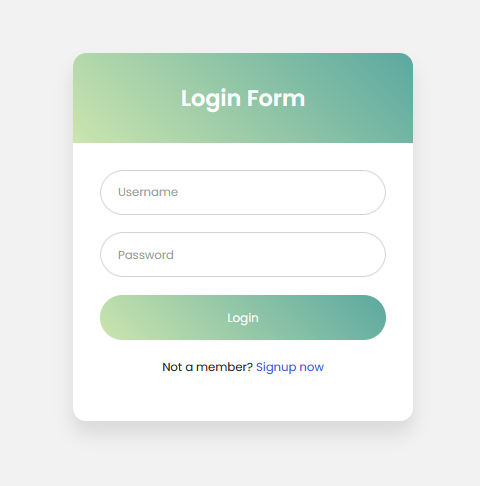 Login Form
Username
Password
Login
Not a member? Signup now